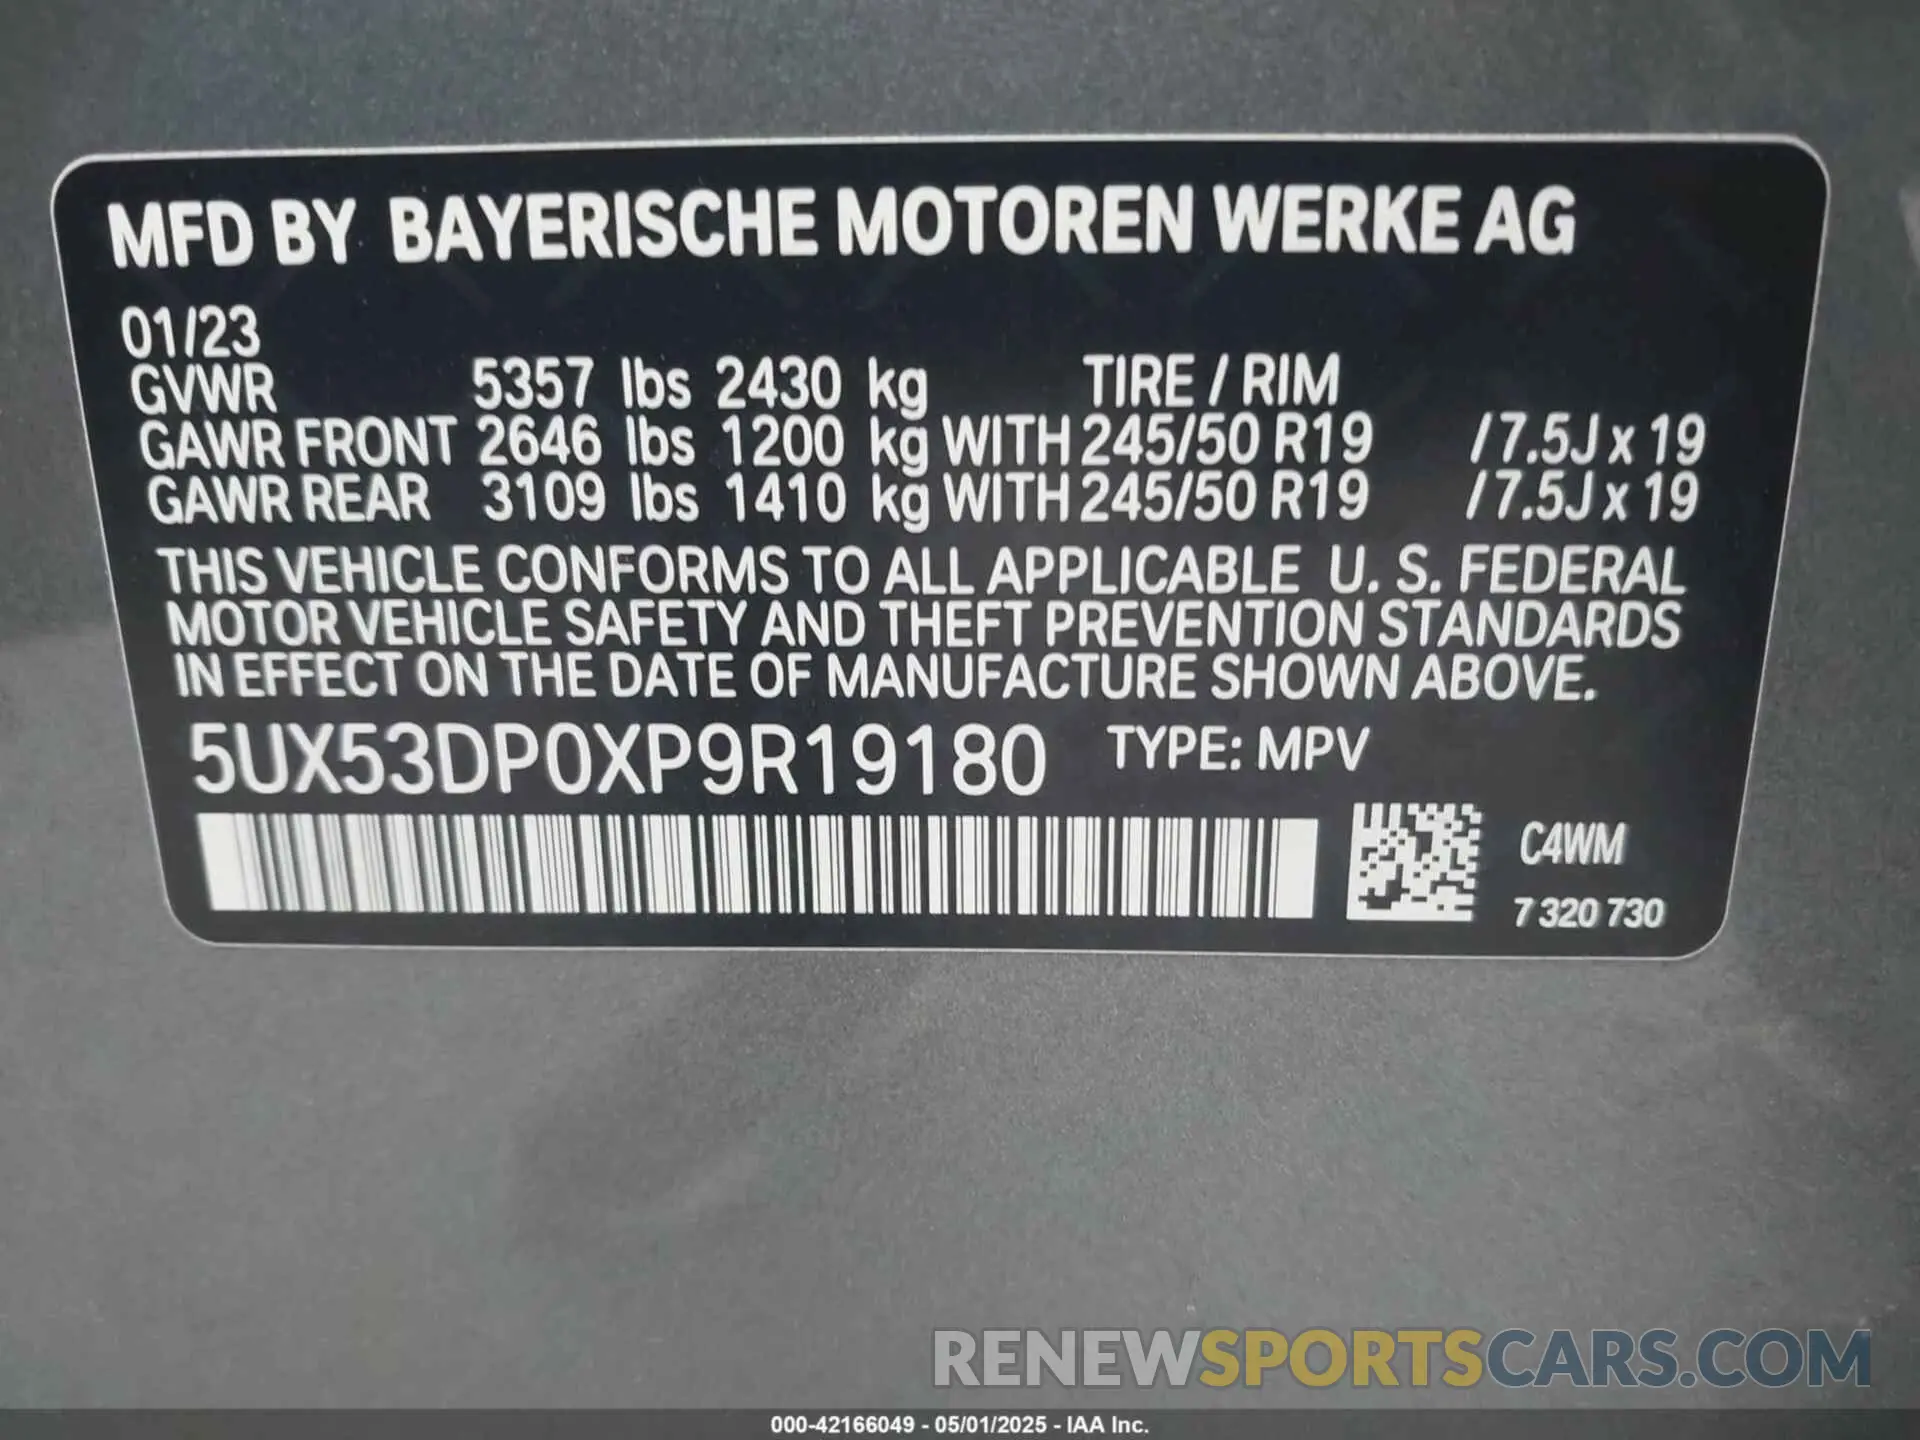 MFD BY BAYERISCHE MOTOREN WERKE AG
01/23
GVWR 5357 lbs 2430 kg TIRE / RIM
GAWR FRONT 2646 lbs 1200 kg WITH 245/50 R19 /7.5J x 19
GAWR REAR 3109 lbs 1410 kg WITH 245/50 R19 /7.5J x 19
THIS VEHICLE CONFORMS TO ALL APPLICABLE U. S. FEDERAL
MOTOR VEHICLE SAFETY AND THEFT PREVENTION STANDARDS
IN EFFECT ON THE DATE OF MANUFACTURE SHOWN ABOVE.
5UX53DP0XP9R19180 TYPE: MPV
C4WM
7 320 730
RENEWSPORTSCARS.COM
000-42166049 - 05/01/2025 - IAA Inc.